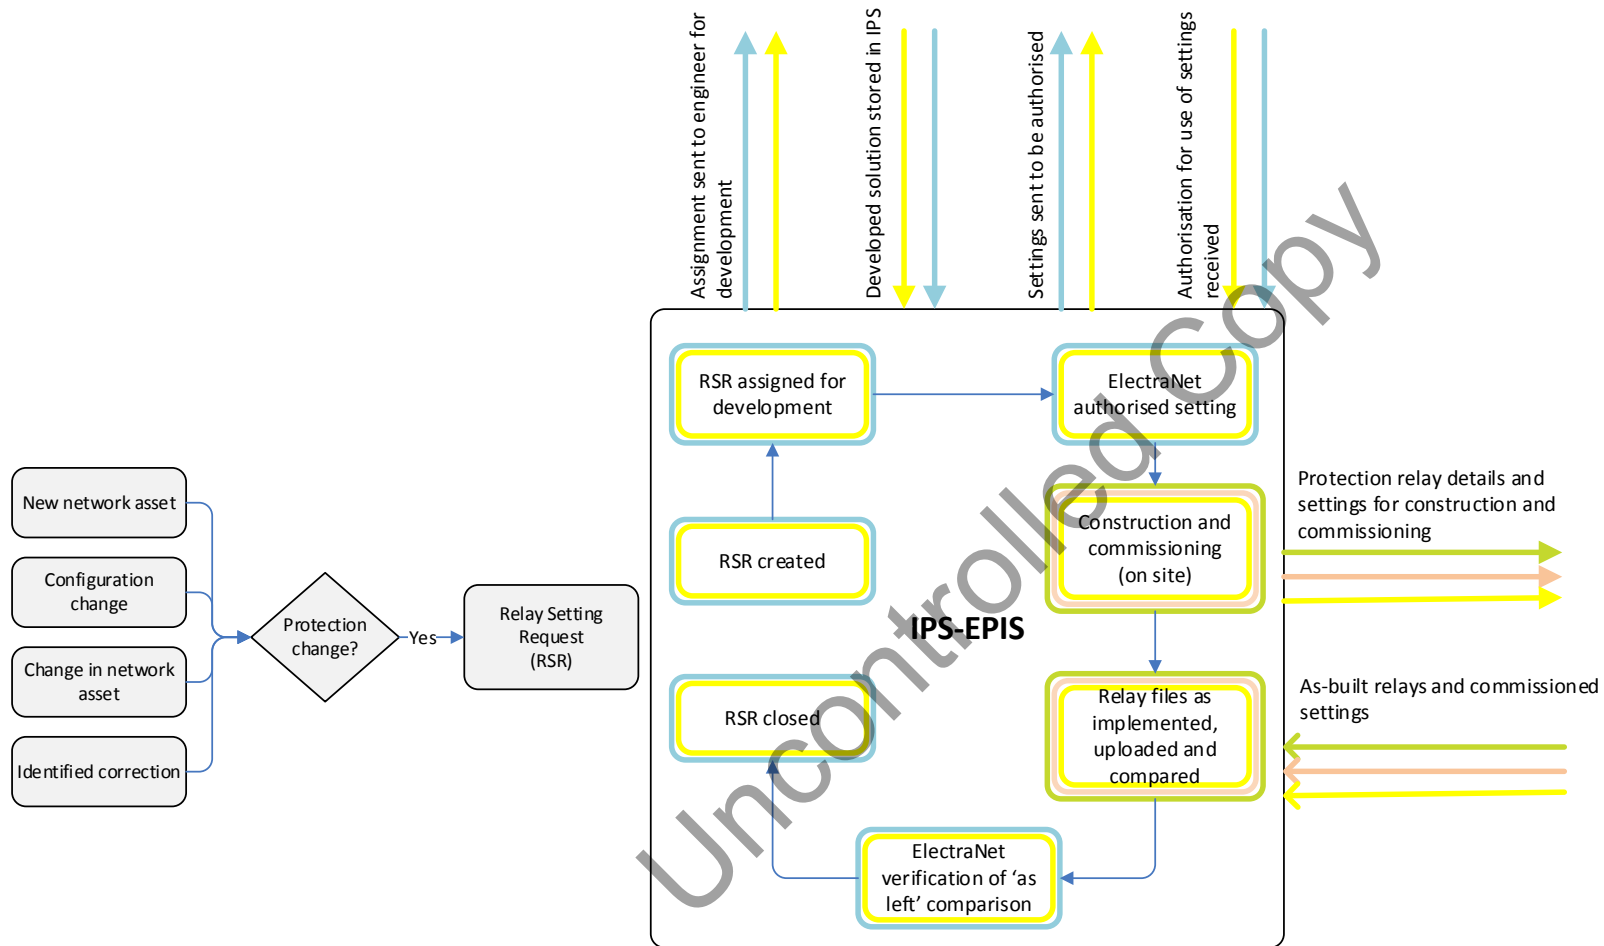 Assignment sent to engineer for
development
Developed solution stored in IPS
Settings sent to be authorised
Authorisation for use of settings
received
New network asset
Configuration
change
Change in network
asset
Identified correction
Protection
change?
Yes
Relay Setting
Request
(RSR)
RSR assigned for
development
ElectraNet
authorised setting
RSR created
Construction and
commissioning
(on site)
IPS-EPIS
RSR closed
Relay files as
implemented,
uploaded and
compared
ElectraNet
verification of ‘as
left’ comparison
Protection relay details and
settings for construction and
commissioning
As-built relays and commissioned
settings
Uncontrolled Copy